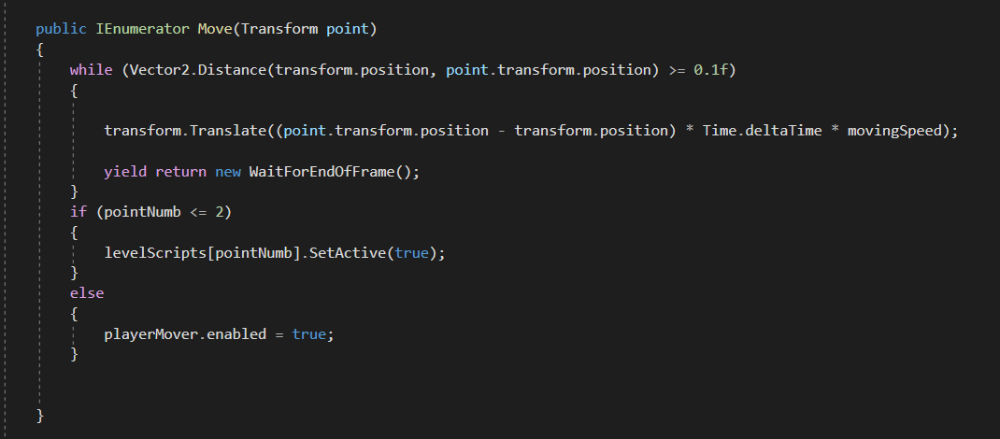 public IEnumerator Move(Transform point)
{
while (Vector2.Distance(transform.position, point.transform.position) >= 0.1f)
{
transform.Translate((point.transform.position - transform.position) * Time.deltaTime * movingSpeed);
yield return new WaitForEndOfFrame();
}
if (pointNumb <= 2)
{
levelScripts[pointNumb].SetActive(true);
}
else
{
playerMover.enabled = true;
}
}